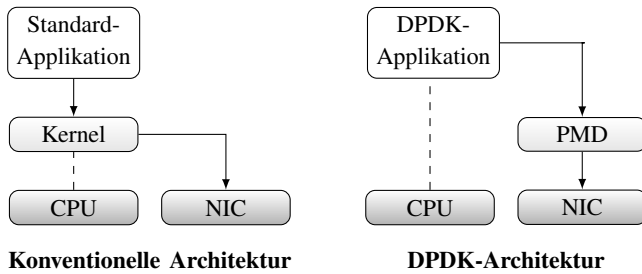 Standard-
Applikation
Kernel
CPU
NIC
Konventionelle Architektur
DPDK-
Applikation
PMD
CPU
NIC
DPDK-Architektur